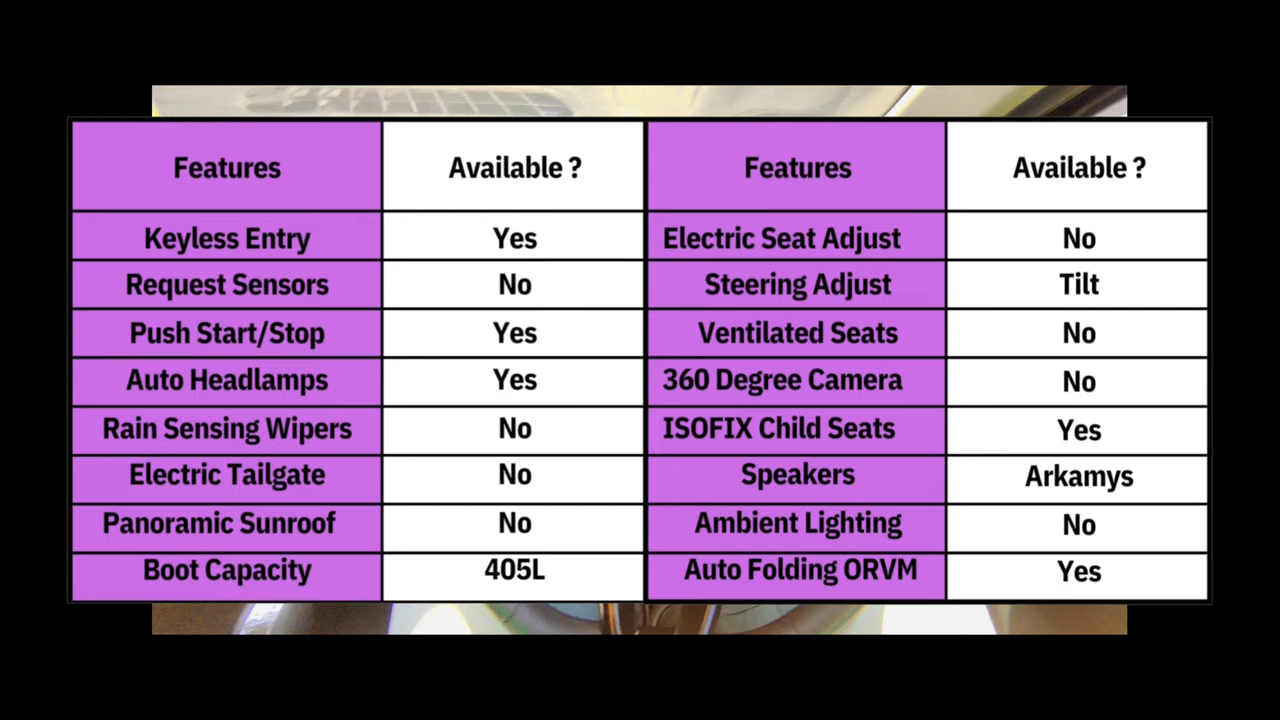 Features Available ? Features Available ?
Keyless Entry Yes Electric Seat Adjust No
Request Sensors No Steering Adjust Tilt
Push Start/Stop Yes Ventilated Seats No
Auto Headlamps Yes 360 Degree Camera No
Rain Sensing Wipers No ISOFIX Child Seats Yes
Electric Tailgate No Speakers Arkamys
Panoramic Sunroof No Ambient Lighting No
Boot Capacity 405L Auto Folding ORVM Yes